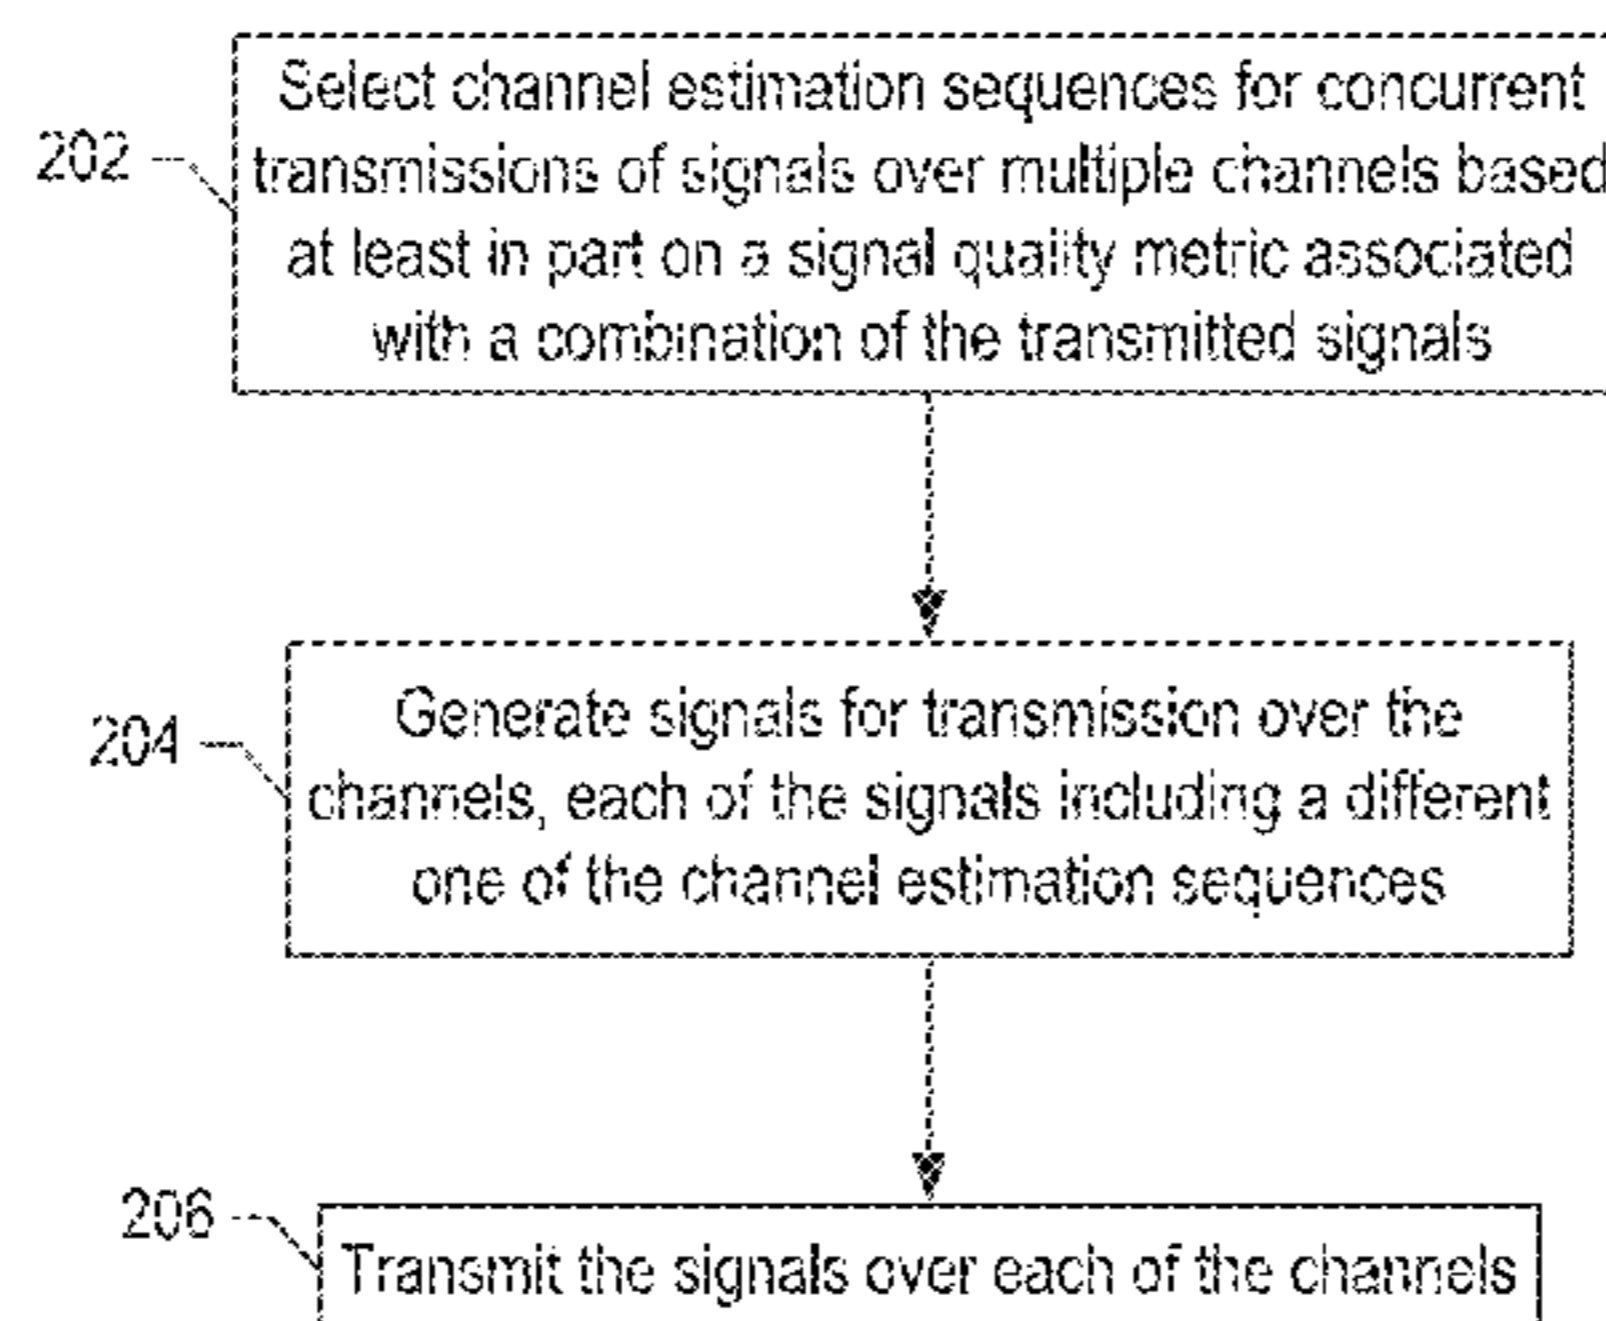 Select channel estimation sequences for concurrent
202
transmissions of signals over multiple channels based
at least in part on a signal quality metric associated
with a combination of the transmitted signals
Generate signals for transmission over the
204
channels, each of the signals including a different
one of the channel estimation sequences
206
Transmit the signals over each of the channels